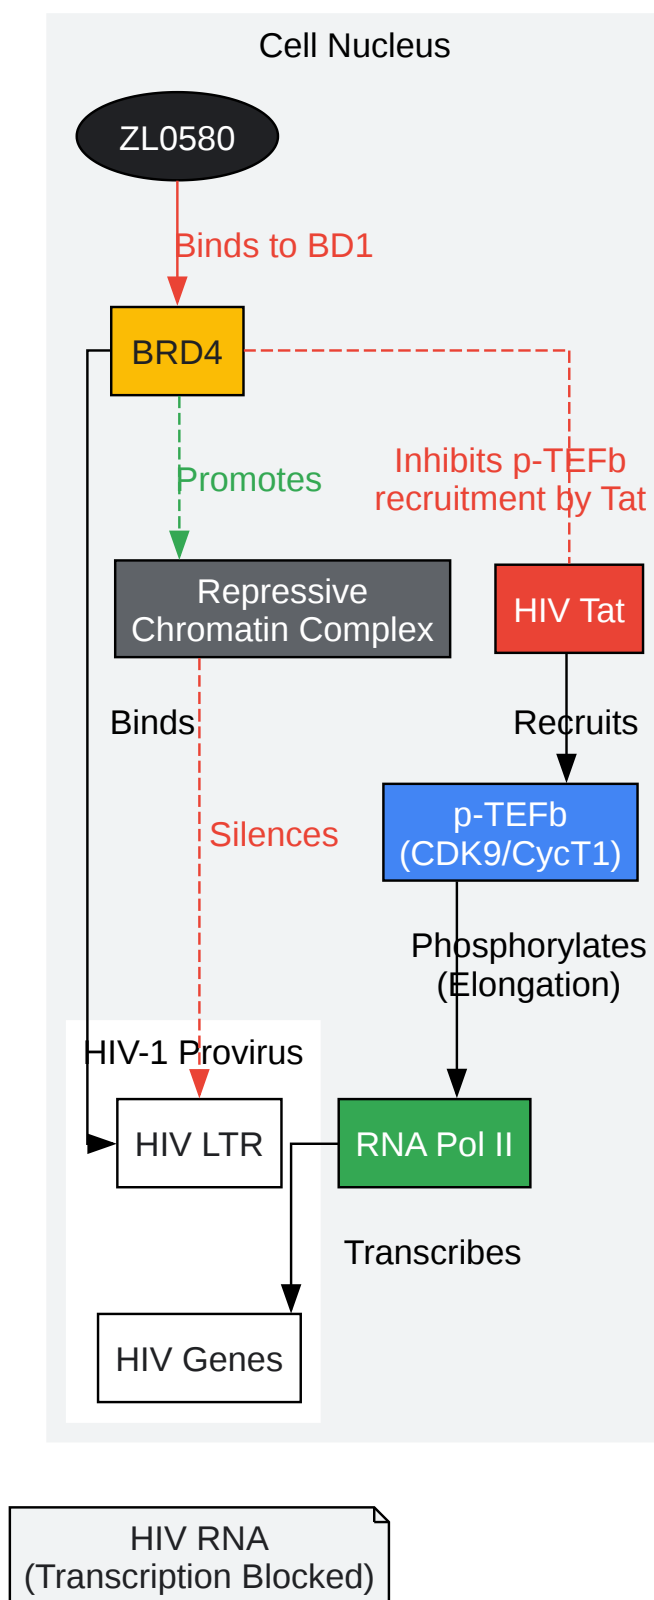 Cell Nucleus
ZL0580
Binds to BD1
BRD4
Inhibits p-TEFb
recruitment by Tat
Promotes
Repressive
Chromatin Complex
HIV Tat
Binds
Recruits
p-TEFb
(CDK9/CycT1)
Silences
Phosphorylates
(Elongation)
HIV-1 Provirus
HIV LTR
RNA Pol II
Transcribes
HIV Genes
HIV RNA
(Transcription Blocked)